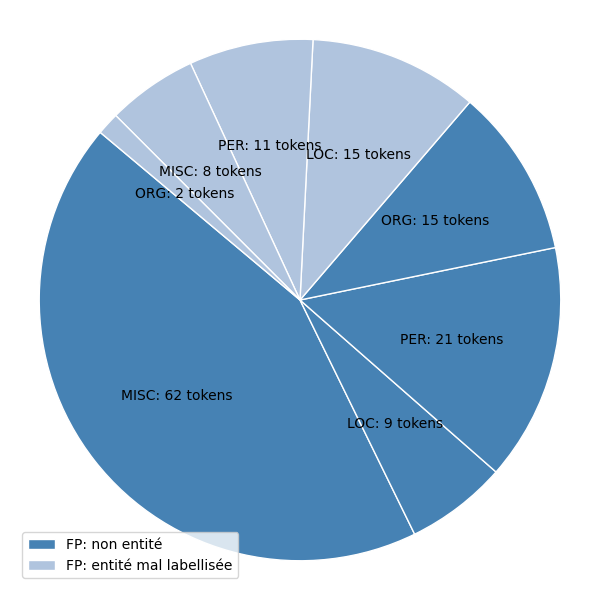 PER: 11 tokens
LOC: 15 tokens
MISC: 8 tokens
ORG: 2 tokens
ORG: 15 tokens
PER: 21 tokens
MISC: 62 tokens
LOC: 9 tokens
FP: non entité
FP: entité mal labellisée